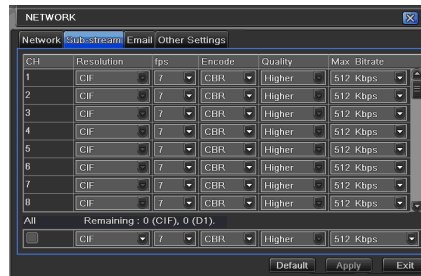 NETWORK
Network Sub-stream Email Other Settings
CH Resolution fps Encode Quality Max Bitrate
1 CIF 7 CBR Higher 512 Kbps
2 CIF 7 CBR Higher 512 Kbps
3 CIF 7 CBR Higher 512 Kbps
4 CIF 7 CBR Higher 512 Kbps
5 CIF 7 CBR Higher 512 Kbps
6 CIF 7 CBR Higher 512 Kbps
7 CIF 7 CBR Higher 512 Kbps
8 CIF 7 CBR Higher 512 Kbps
All Remaining : 0 (CIF), 0 (D1).
CIF 7 CBR Higher 512 Kbps
Default Apply Exit